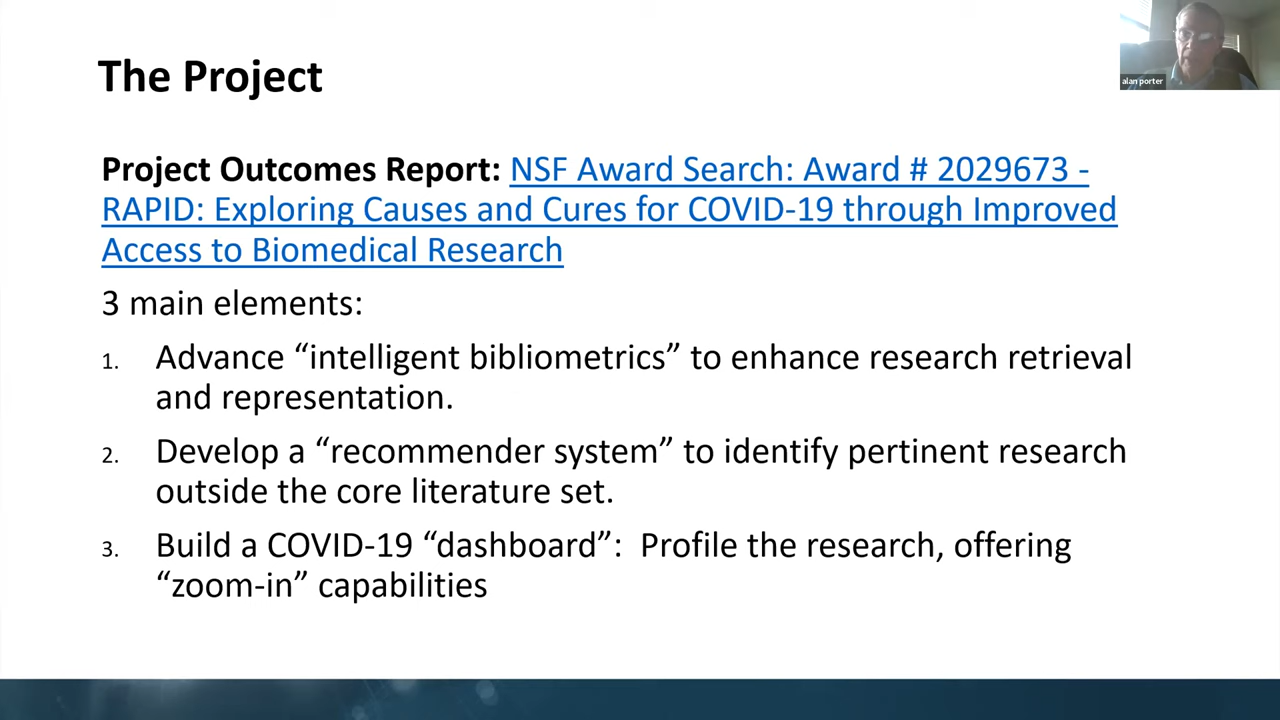 The Project
alan porter
Project Outcomes Report: NSF Award Search: Award # 2029673 -
RAPID: Exploring Causes and Cures for COVID-19 through Improved
Access to Biomedical Research
3 main elements:
1. Advance “intelligent bibliometrics” to enhance research retrieval
and representation.
2. Develop a “recommender system” to identify pertinent research
outside the core literature set.
3. Build a COVID-19 “dashboard”:  Profile the research, offering
“zoom-in” capabilities